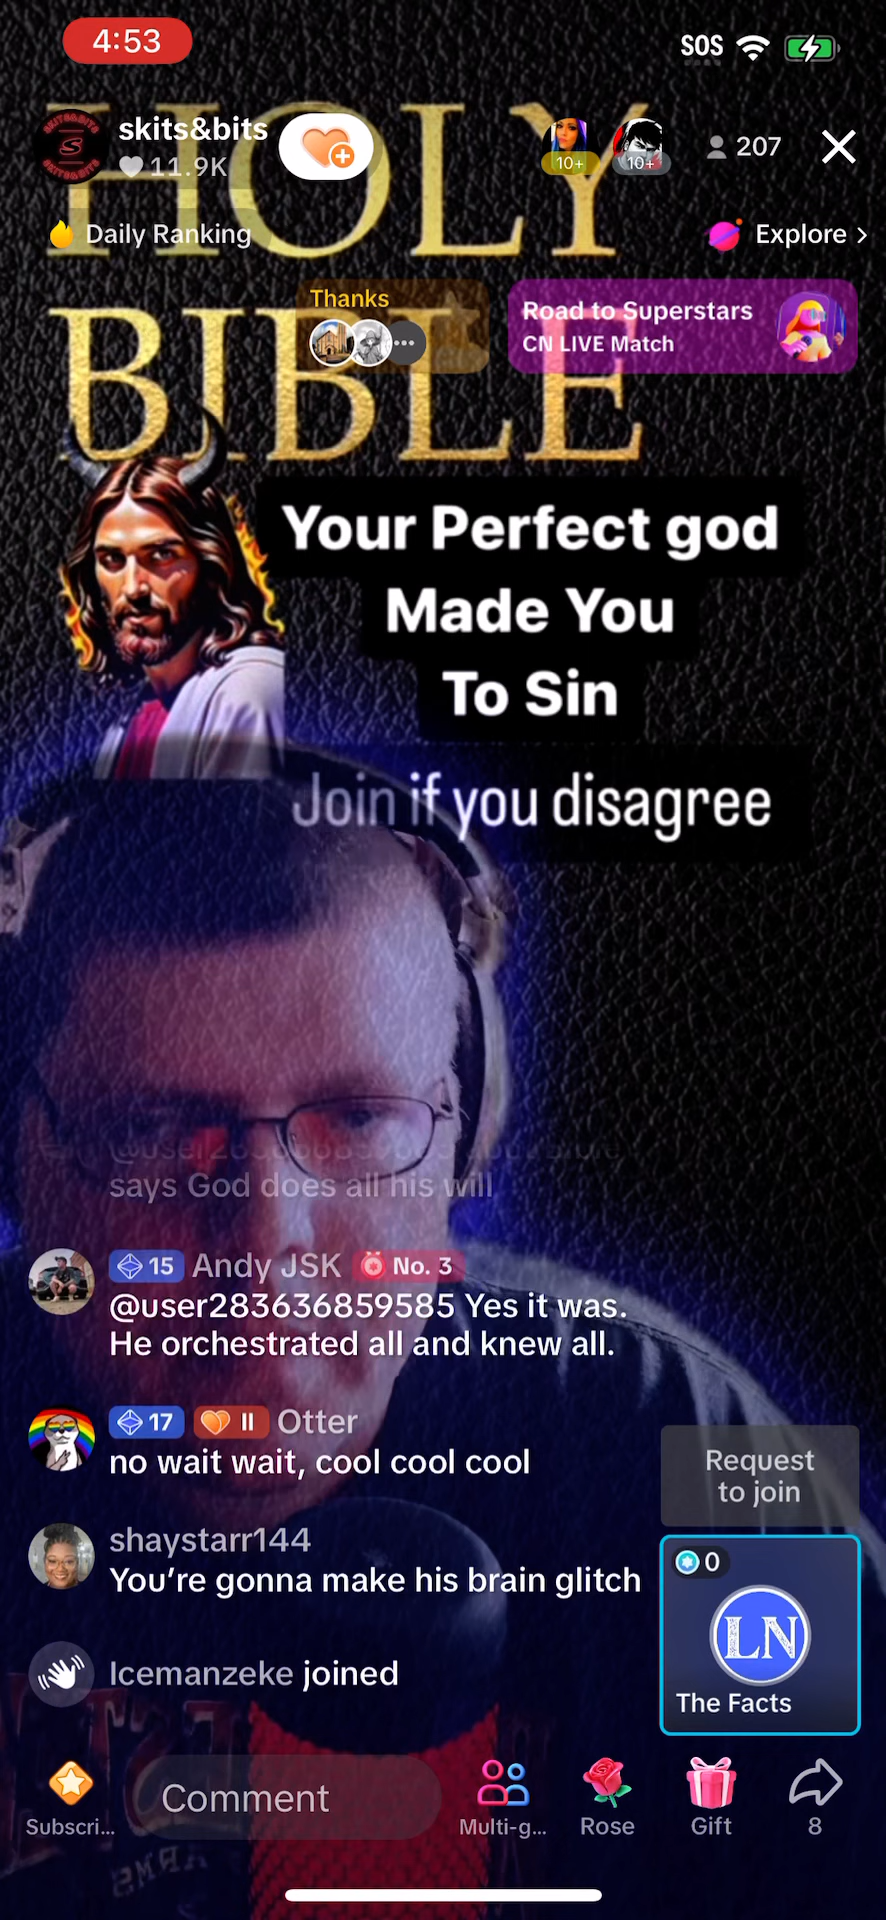 4:53
SOS
HOLY
BIBLE
skits&bits
11.9K
10+
10+
207
Daily Ranking
Explore >
Thanks
Road to Superstars
CN LIVE Match
Your Perfect god
Made You
To Sin
Join if you disagree
says God does all his will
15 Andy JSK No. 3
@user283636859585 Yes it was.
He orchestrated all and knew all.
17 II Otter
no wait wait, cool cool cool
shaystarr144
You're gonna make his brain glitch
Icemanzeke joined
Request
to join
0
LN
The Facts
Subscri...
Comment
Multi-g...
Rose
Gift
8